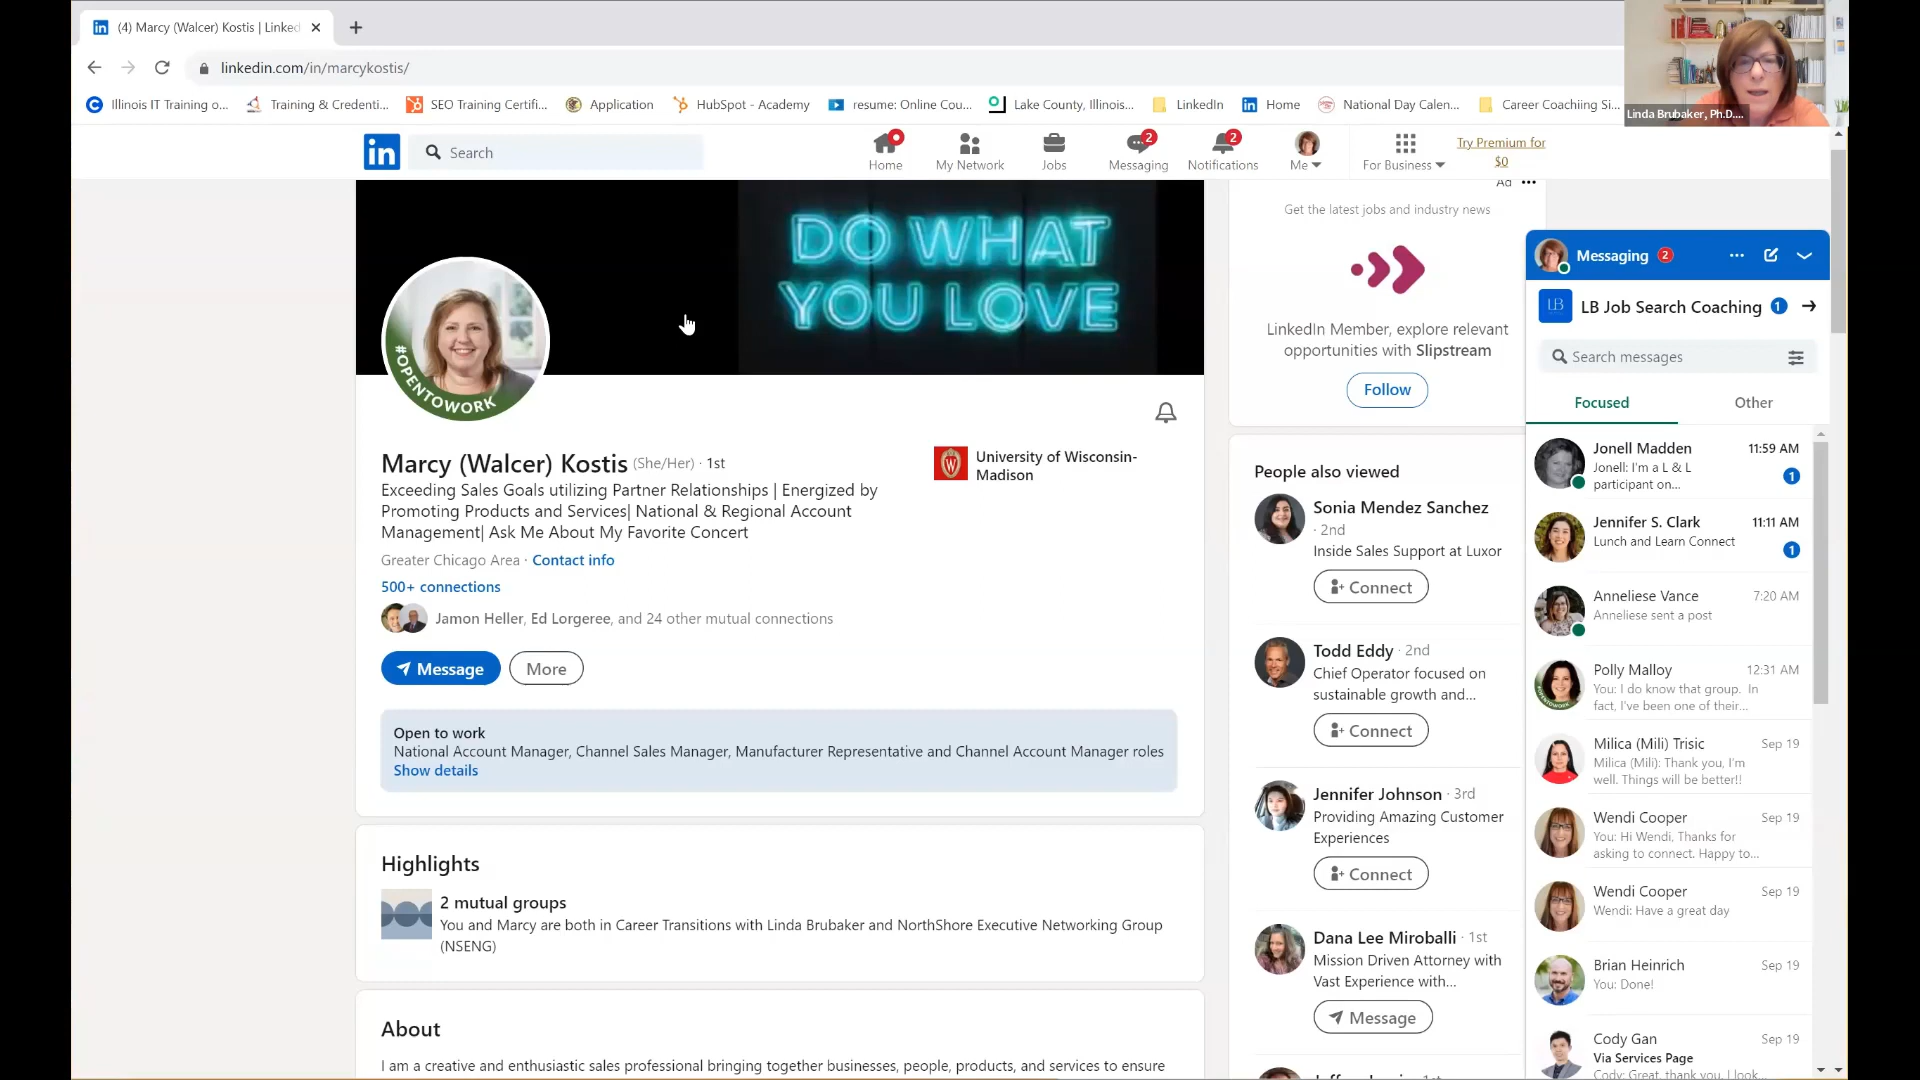 (4) Marcy (Walcer) Kostis | Linked
linkedin.com/in/marcykostis/
Illinois IT Training o...
Training & Credenti...
SEO Training Certifi...
Application
HubSpot - Academy
resume: Online Cou...
Lake County, Illinois...
LinkedIn
Home
National Day Calen...
Career Coachiing Si...
Linda Brubaker, Ph.D....
in
Search
Home
My Network
Jobs
2
Messaging
2
Notifications
Me
For Business
Try Premium for
$0
DO WHAT
YOU LOVE
#OPENTOWORK
Marcy (Walcer) Kostis (She/Her) · 1st
Exceeding Sales Goals utilizing Partner Relationships | Energized by
Promoting Products and Services| National & Regional Account
Management| Ask Me About My Favorite Concert
Greater Chicago Area · Contact info
500+ connections
Jamon Heller, Ed Lorgeree, and 24 other mutual connections
Message
More
University of Wisconsin-
Madison
Open to work
National Account Manager, Channel Sales Manager, Manufacturer Representative and Channel Account Manager roles
Show details
Highlights
2 mutual groups
You and Marcy are both in Career Transitions with Linda Brubaker and NorthShore Executive Networking Group
(NSENG)
About
I am a creative and enthusiastic sales professional bringing together businesses, people, products, and services to ensure
Ad ...
Get the latest jobs and industry news
LinkedIn Member, explore relevant
opportunities with Slipstream
Follow
People also viewed
Sonia Mendez Sanchez
· 2nd
Inside Sales Support at Luxor
Connect
Todd Eddy · 2nd
Chief Operator focused on
sustainable growth and...
Connect
Jennifer Johnson · 3rd
Providing Amazing Customer
Experiences
Connect
Dana Lee Miroballi · 1st
Mission Driven Attorney with
Vast Experience with...
Message
Messaging 2
LB
LB Job Search Coaching 1
Search messages
Focused
Other
Jonell Madden 11:59 AM
Jonell: I'm a L & L
participant on...
1
Jennifer S. Clark 11:11 AM
Lunch and Learn Connect
1
Anneliese Vance 7:20 AM
Anneliese sent a post
Polly Malloy 12:31 AM
You: I do know that group. In
fact, I've been one of their...
Milica (Mili) Trisic Sep 19
Milica (Mili): Thank you, I'm
well. Things will be better!!
Wendi Cooper Sep 19
You: Hi Wendi, Thanks for
asking to connect. Happy to...
Wendi Cooper Sep 19
Wendi: Have a great day
Brian Heinrich Sep 19
You: Done!
Cody Gan Sep 19
Via Services Page
Cody: Great, thank you, I look...